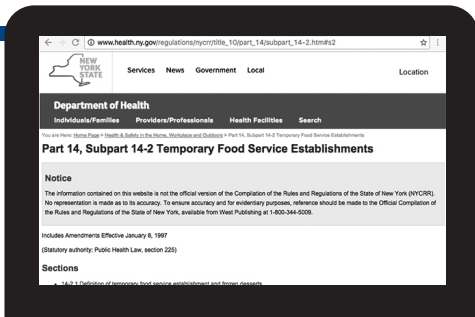 www.health.ny.gov/regulations/nycrr/title_10/part_14/subpart_14-2.htm#s2
NEW
YORK
STATE
Services News Government Local
Location
Department of Health
Individuals/Families Providers/Professionals Health Facilities Search
You are Here: Home Page > Health & Safety in the Home, Workplace and Outdoors > Part 14, Subpart 14-2 Temporary Food Service Establishments
Part 14, Subpart 14-2 Temporary Food Service Establishments
Notice
The information contained on this website is not the official version of the Compilation of the Rules and Regulations of the State of New York (NYCRR).
No representation is made as to its accuracy. To ensure accuracy and for evidentiary purposes, reference should be made to the Official Compilation of
the Rules and Regulations of the State of New York, available from West Publishing at 1-800-344-5009.
Includes Amendments Effective January 8, 1997
(Statutory authority: Public Health Law, section 225)
Sections
• 14-2.1 Definition of temporary food service establishment and frozen desserts